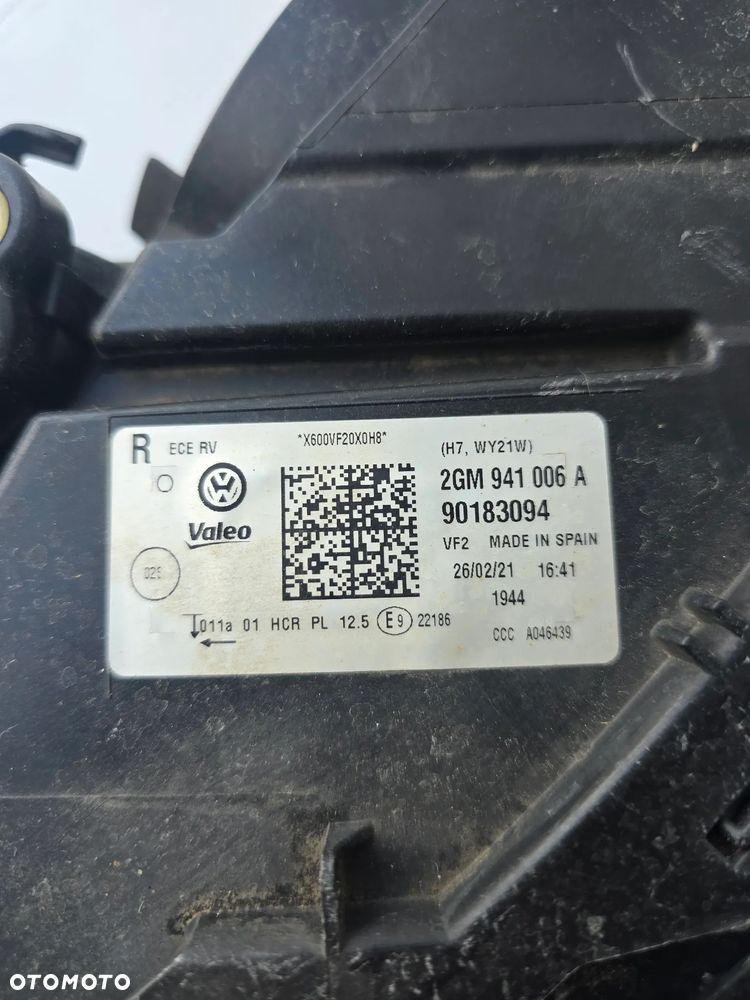 R ECE RV
*X600VF20X0H8*
(H7, WY21W)
Valeo
2GM 941 006 A
90183094
VF2 MADE IN SPAIN
26/02/21 16:41
1944
011a 01 HCR PL 12.5 E9 22186
CCC A046439
OTOMOTO